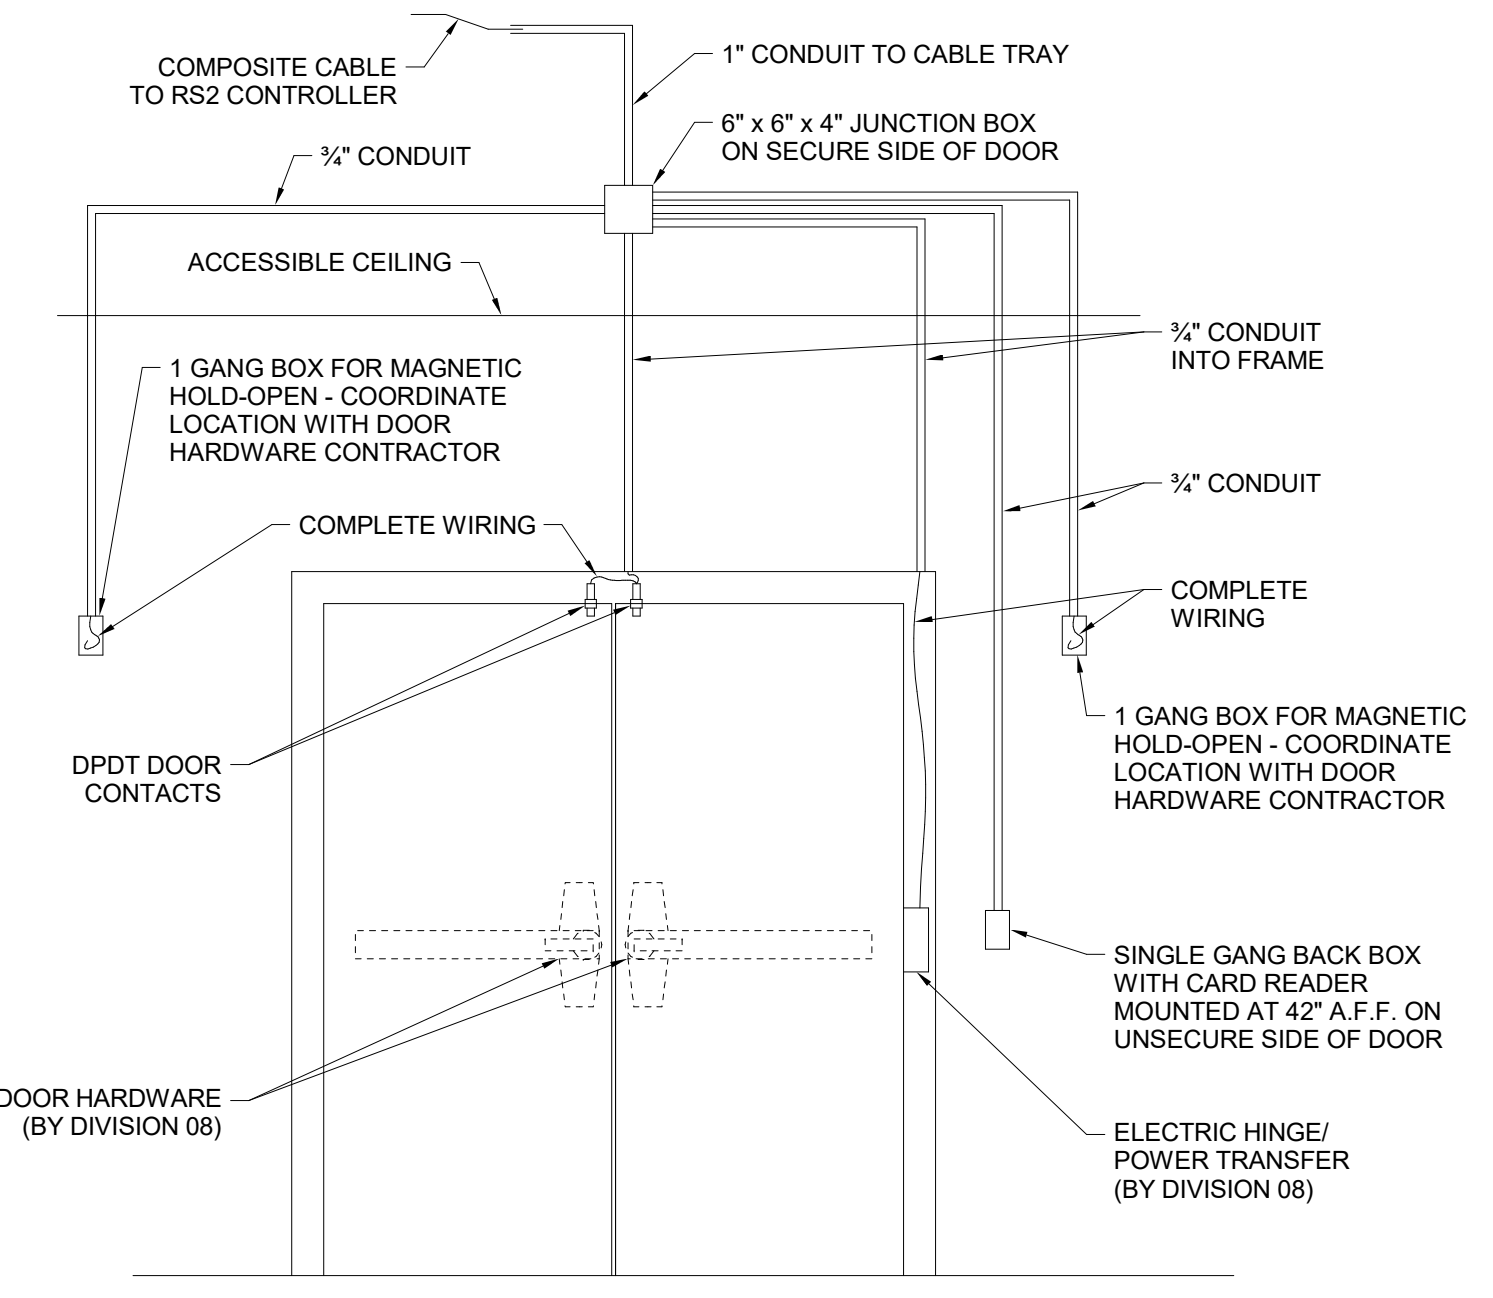 COMPOSITE CABLE
TO RS2 CONTROLLER
1" CONDUIT TO CABLE TRAY
6" x 6" x 4" JUNCTION BOX
ON SECURE SIDE OF DOOR
¾" CONDUIT
ACCESSIBLE CEILING
¾" CONDUIT
INTO FRAME
1 GANG BOX FOR MAGNETIC
HOLD-OPEN - COORDINATE
LOCATION WITH DOOR
HARDWARE CONTRACTOR
¾" CONDUIT
COMPLETE WIRING
COMPLETE
WIRING
1 GANG BOX FOR MAGNETIC
HOLD-OPEN - COORDINATE
LOCATION WITH DOOR
HARDWARE CONTRACTOR
DPDT DOOR
CONTACTS
SINGLE GANG BACK BOX
WITH CARD READER
MOUNTED AT 42" A.F.F. ON
UNSECURE SIDE OF DOOR
DOOR HARDWARE
(BY DIVISION 08)
ELECTRIC HINGE/
POWER TRANSFER
(BY DIVISION 08)